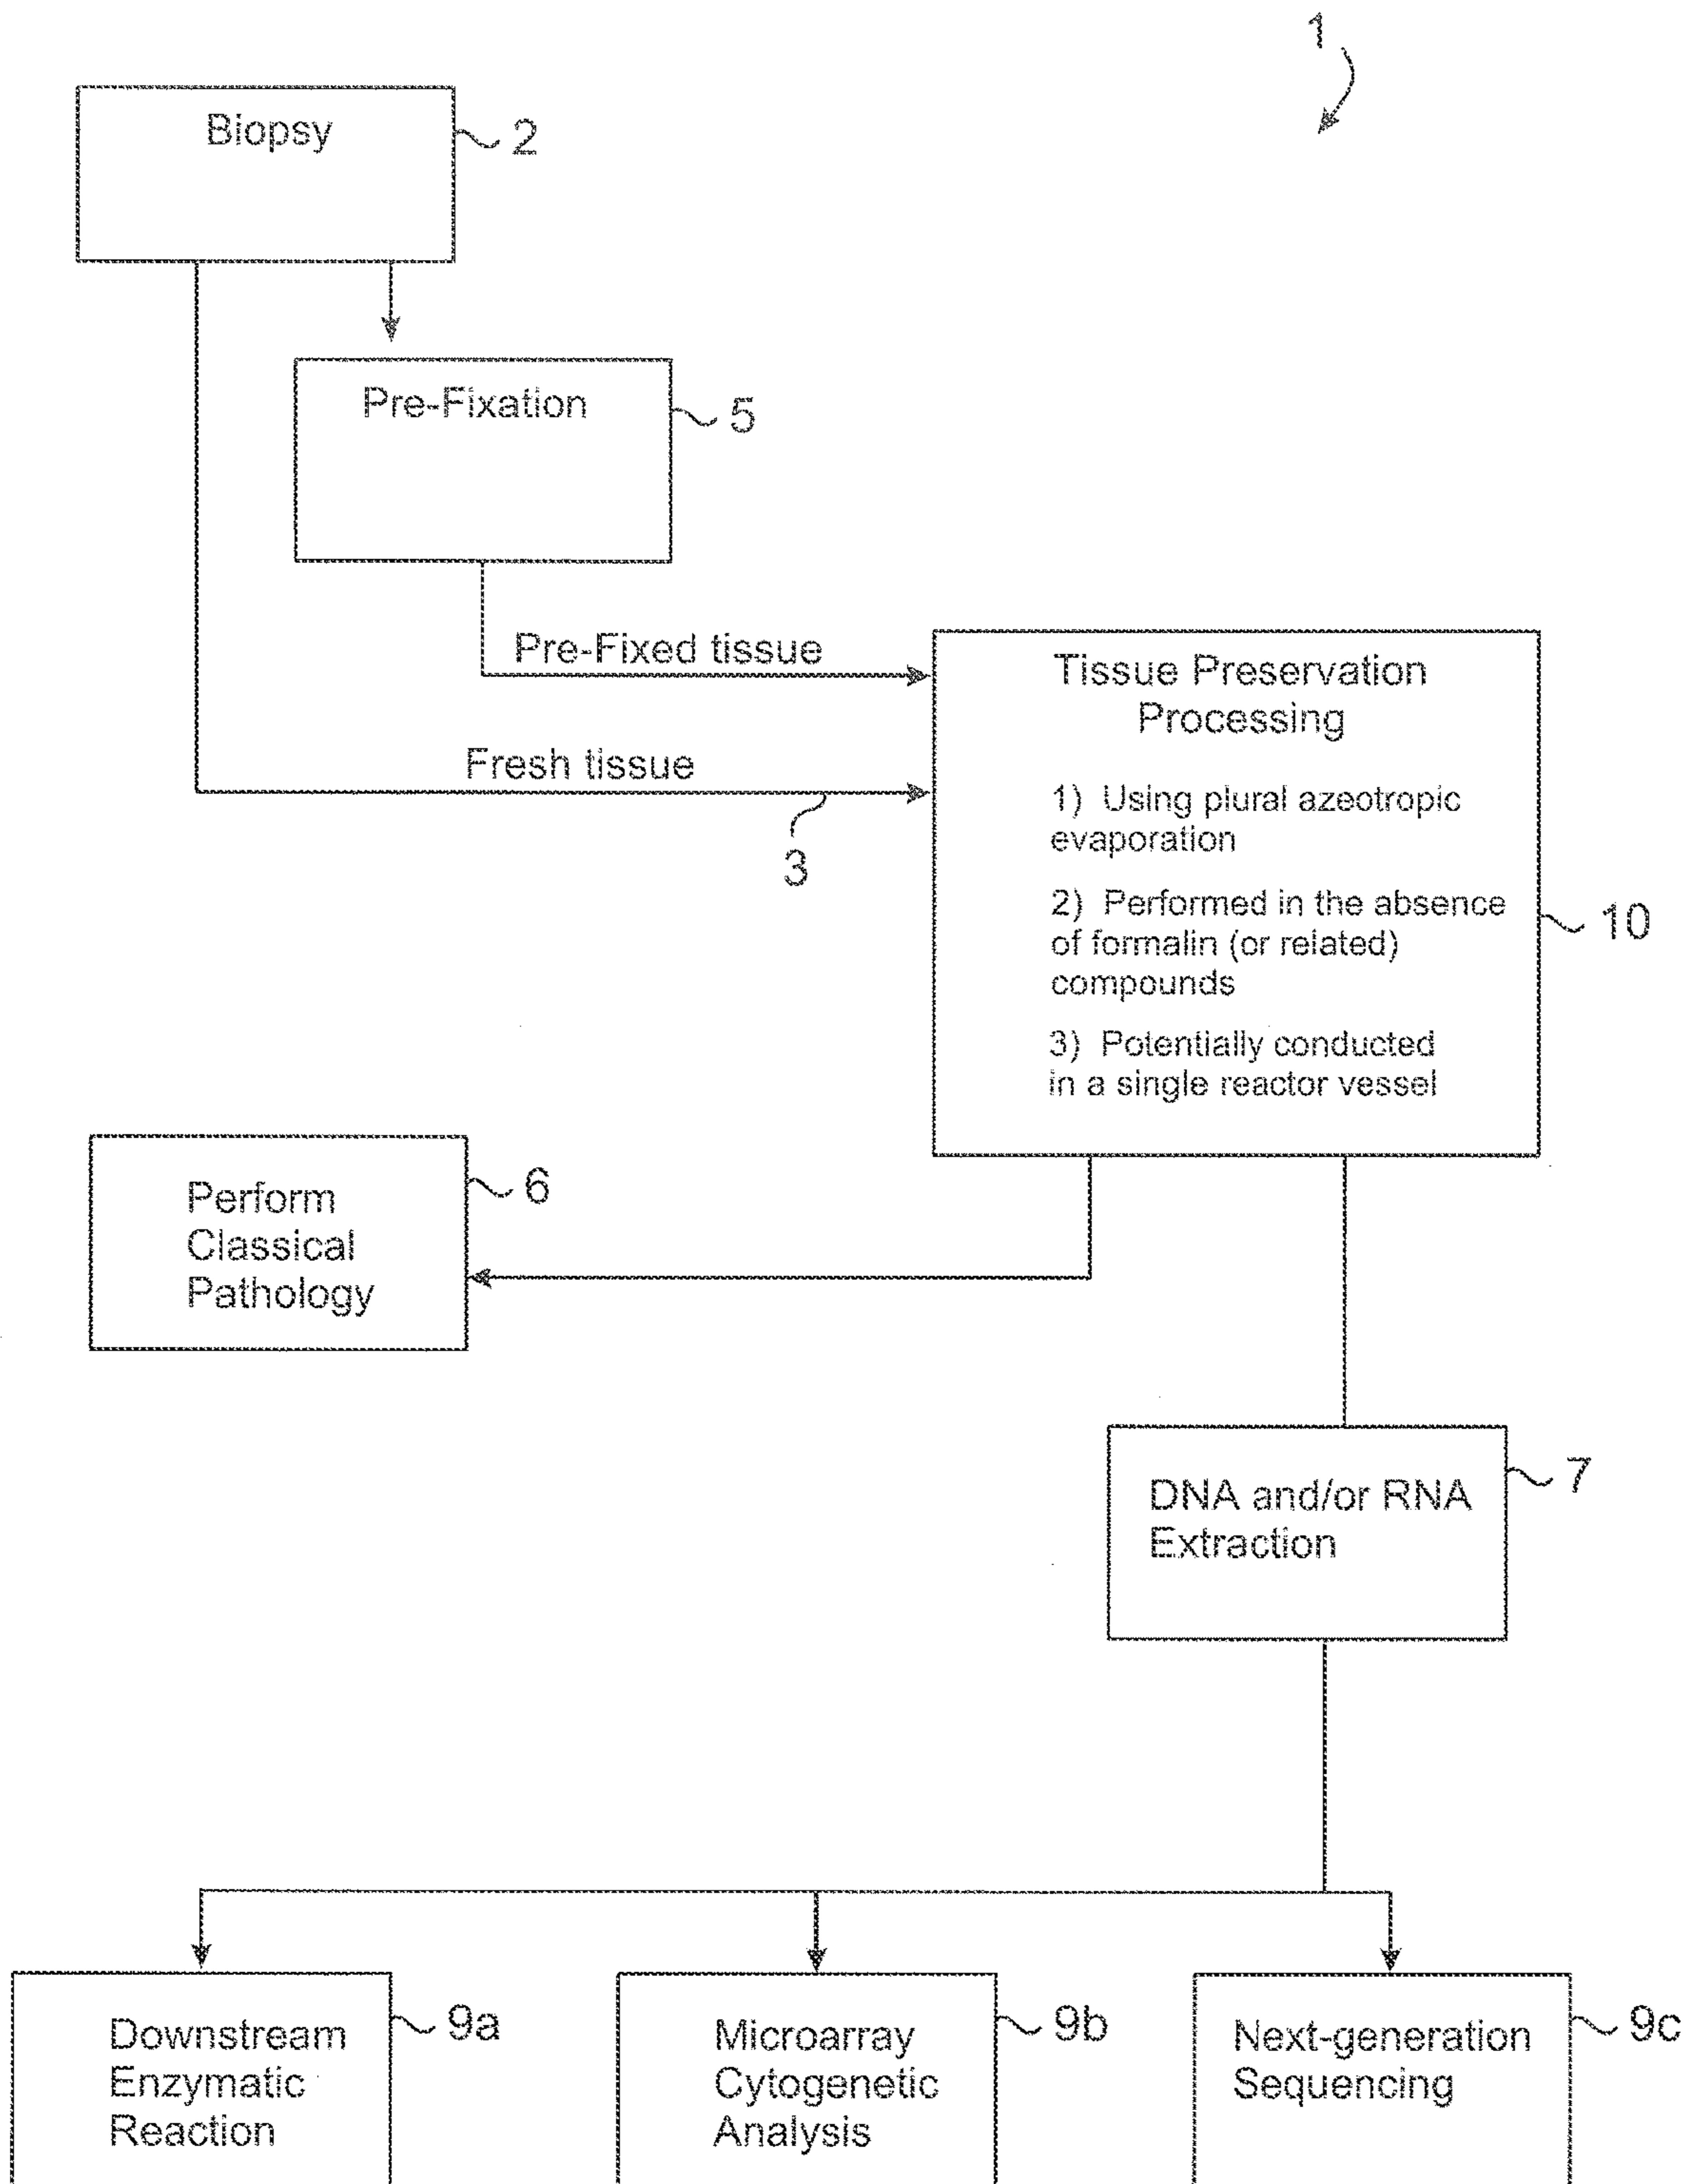 1
Biopsy
2
Pre-Fixation
5
Pre-Fixed tissue
Fresh tissue
3
Tissue Preservation
Processing
1) Using plural azeotropic
evaporation
2) Performed in the absence
of formalin (or related)
compounds
3) Potentially conducted
in a single reactor vessel
10
Perform
Classical
Pathology
6
DNA and/or RNA
Extraction
7
Downstream
Enzymatic
Reaction
9a
Microarray
Cytogenetic
Analysis
9b
Next-generation
Sequencing
9c